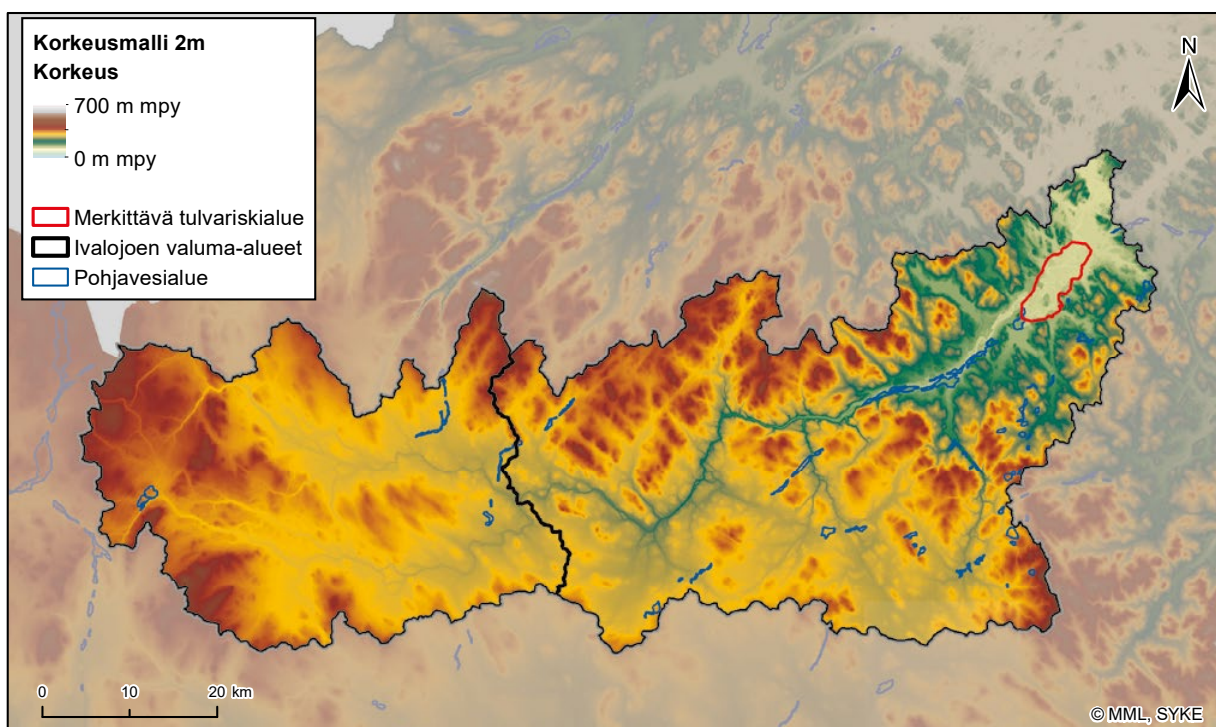 Korkeusmalli 2m
Korkeus
700 m mpy
0 m mpy
Merkittävä tulvariskialue
Ivalojoen valuma-alueet
Pohjavesialue
N
0 10 20 km
© MML, SYKE